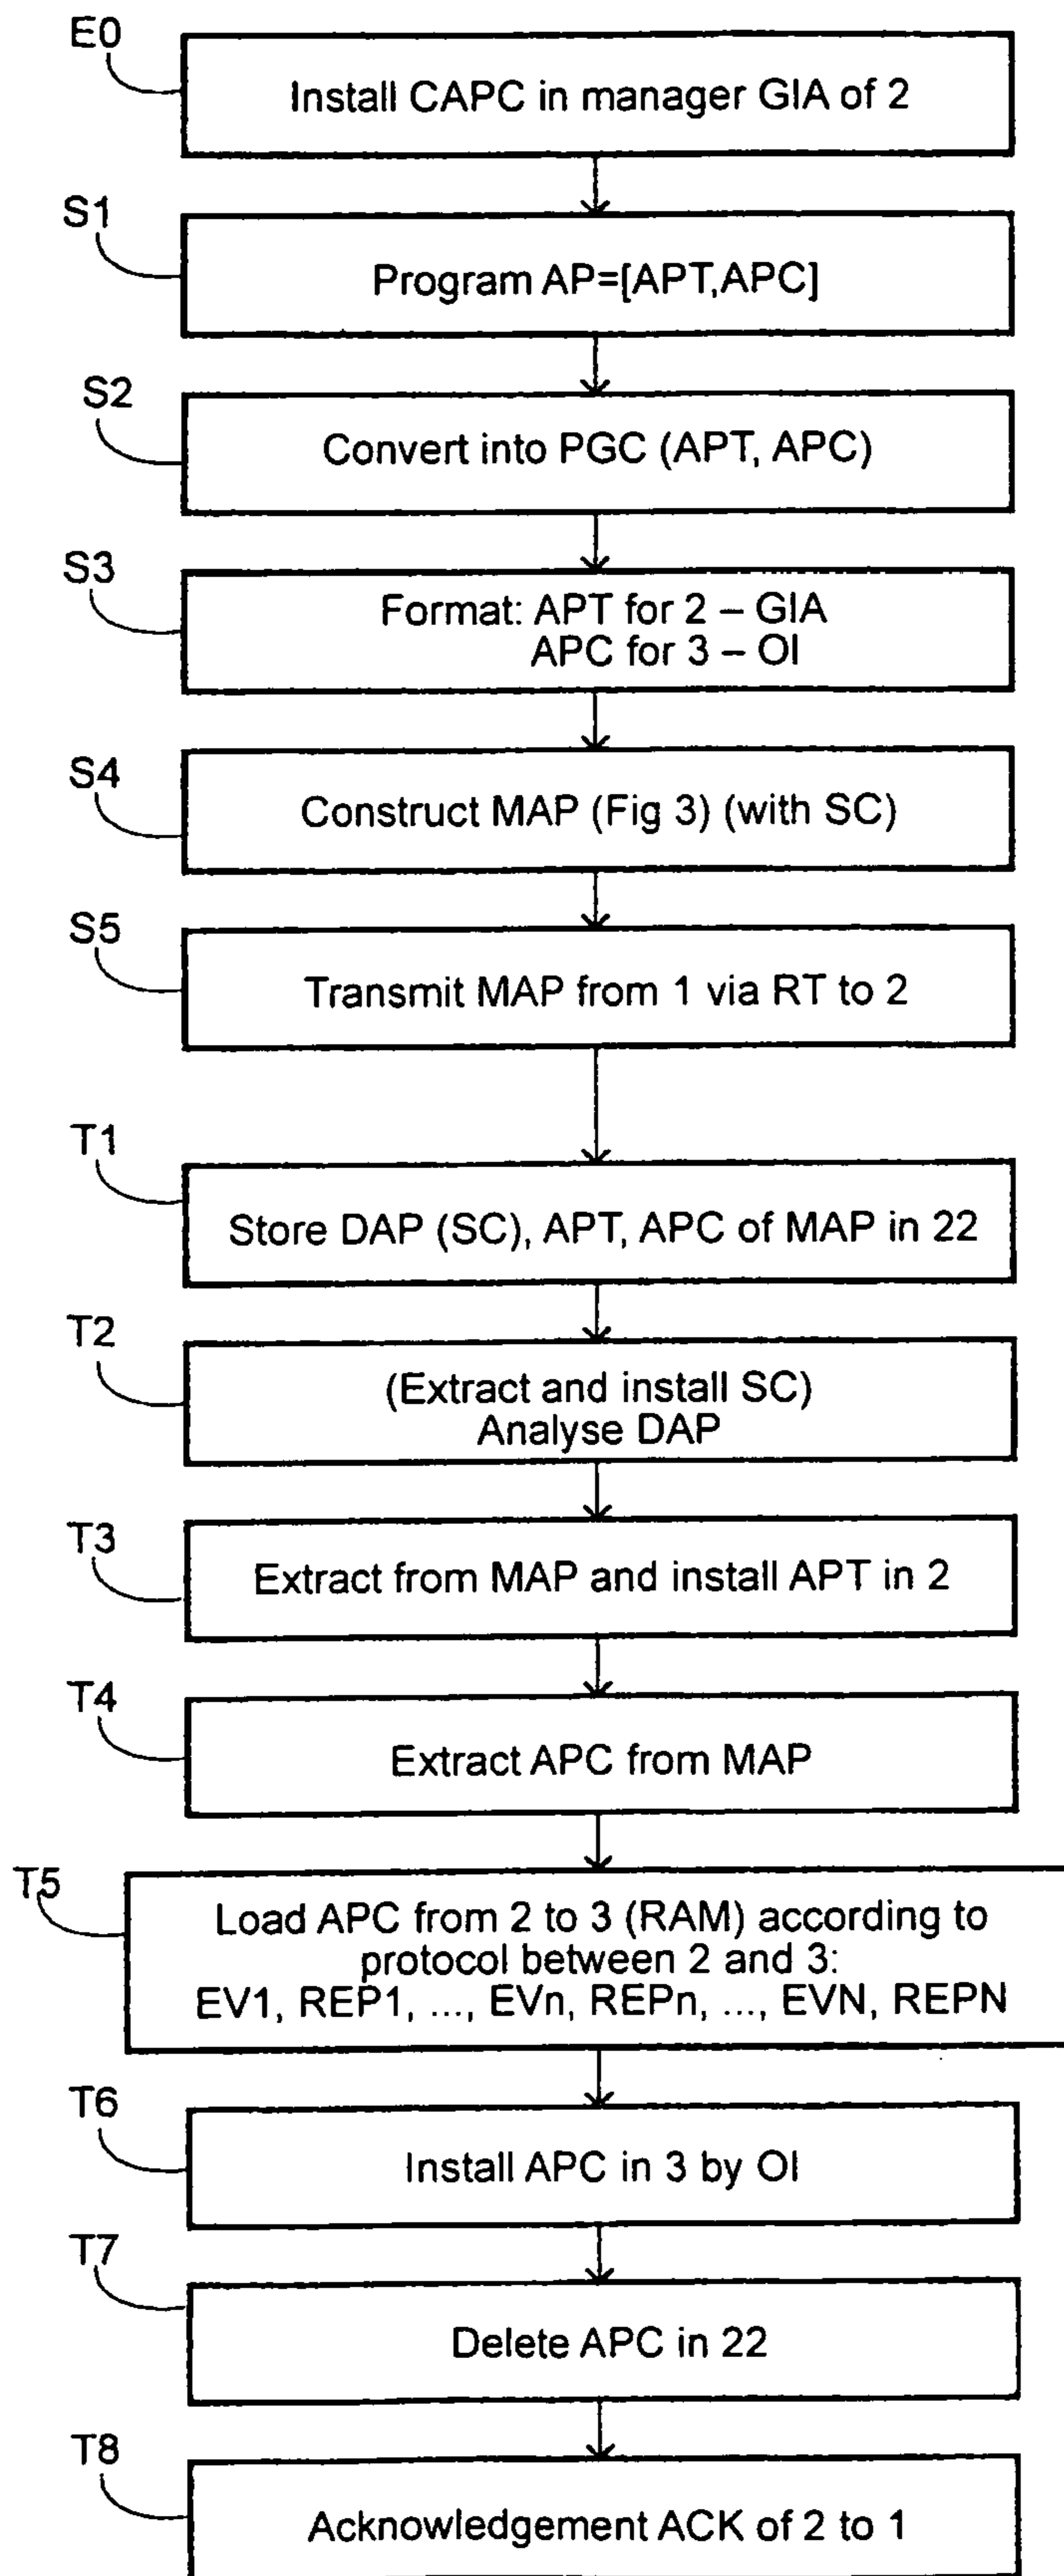 E0
Install CAPC in manager GIA of 2
S1
Program AP=[APT,APC]
S2
Convert into PGC (APT, APC)
S3
Format: APT for 2 – GIA
APC for 3 – OI
S4
Construct MAP (Fig 3) (with SC)
S5
Transmit MAP from 1 via RT to 2
T1
Store DAP (SC), APT, APC of MAP in 22
T2
(Extract and install SC)
Analyse DAP
T3
Extract from MAP and install APT in 2
T4
Extract APC from MAP
T5
Load APC from 2 to 3 (RAM) according to
protocol between 2 and 3:
EV1, REP1, ..., EVn, REPn, ..., EVN, REPN
T6
Install APC in 3 by OI
T7
Delete APC in 22
T8
Acknowledgement ACK of 2 to 1